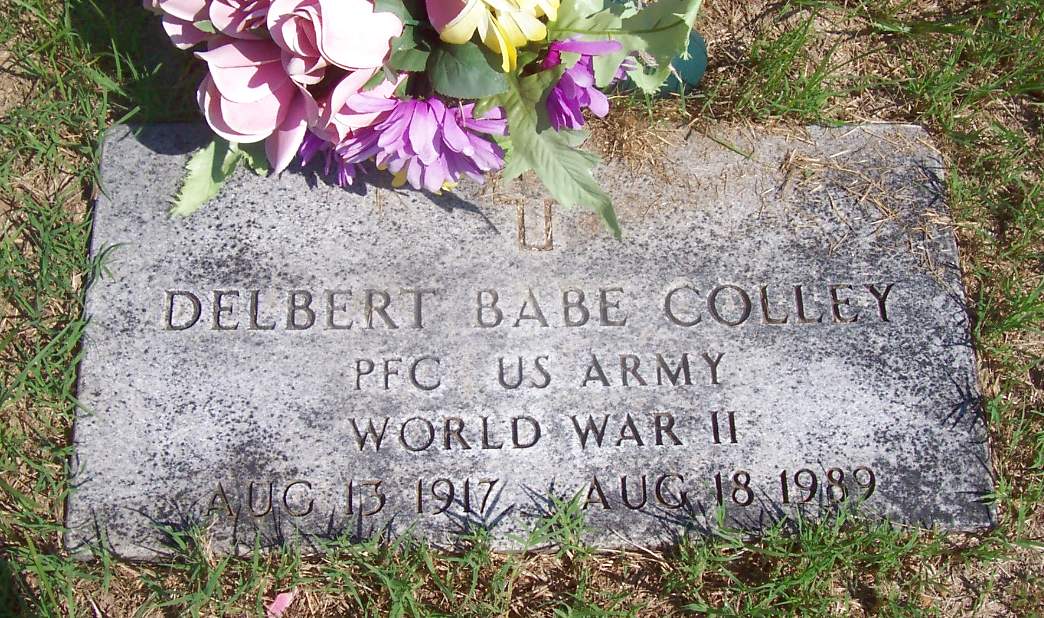 DELBERT BABE COLLEY
PFC US ARMY
WORLD WAR II
AUG 13 1917 AUG 18 1989